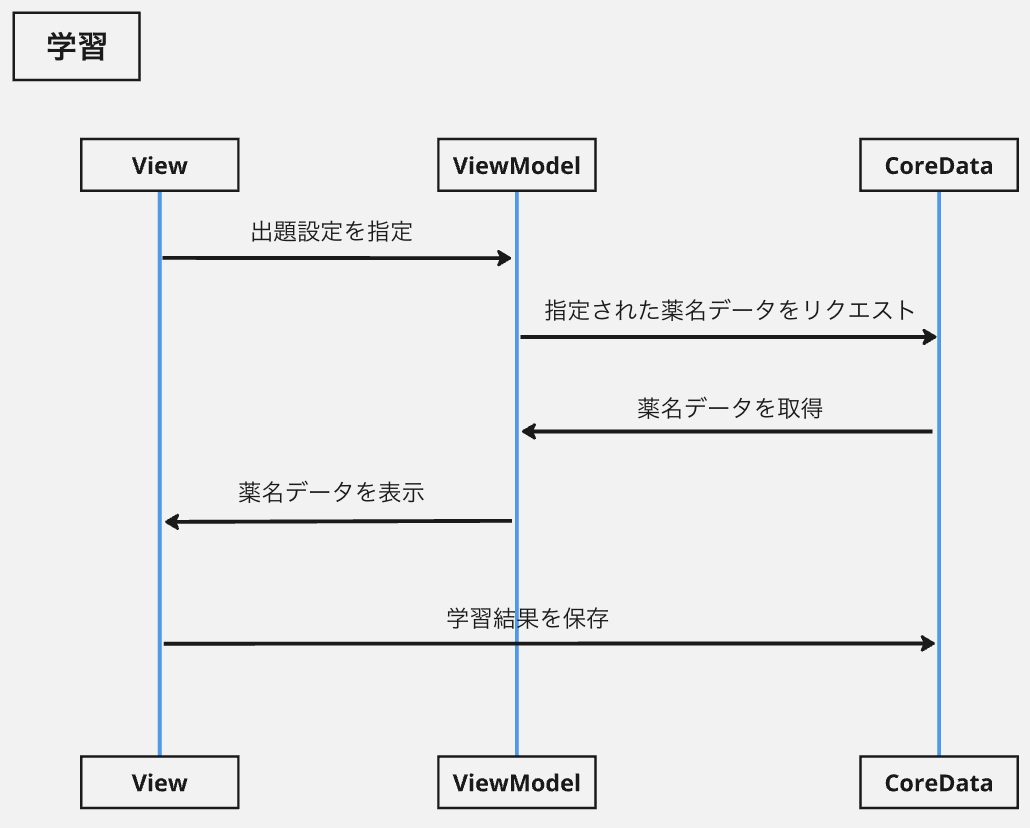 学習
View
ViewModel
CoreData
出題設定を指定
指定された薬名データをリクエスト
薬名データを取得
薬名データを表示
学習結果を保存
View
ViewModel
CoreData